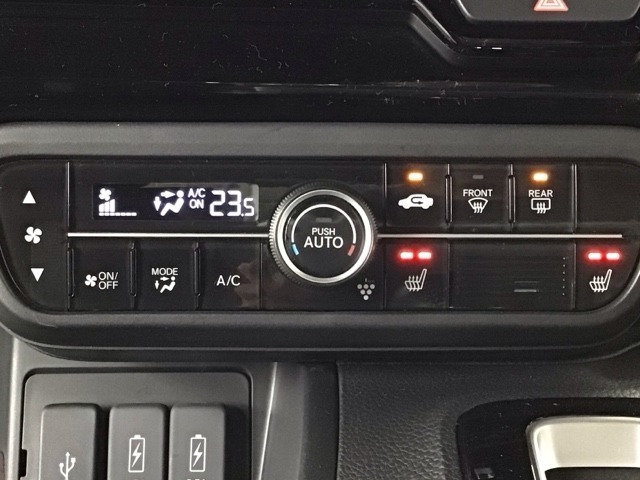 A/C
ON
23.5
PUSH
AUTO
FRONT
REAR
ON/
OFF
MODE
A/C